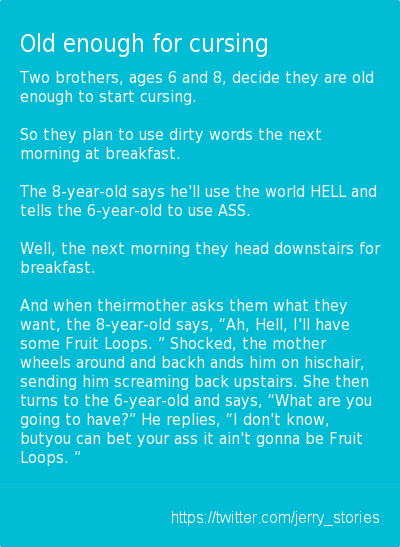 Old enough for cursing
Two brothers, ages 6 and 8, decide they are old
enough to start cursing.
So they plan to use dirty words the next
morning at breakfast.
The 8-year-old says he'll use the world HELL and
tells the 6-year-old to use ASS.
Well, the next morning they head downstairs for
breakfast.
And when theirmother asks them what they
want, the 8-year-old says, “Ah, Hell, I'll have
some Fruit Loops. ” Shocked, the mother
wheels around and backh ands him on hischair,
sending him screaming back upstairs. She then
turns to the 6-year-old and says, “What are you
going to have?” He replies, “I don't know,
butyou can bet your ass it ain't gonna be Fruit
Loops. ”
https://twitter.com/jerry_stories